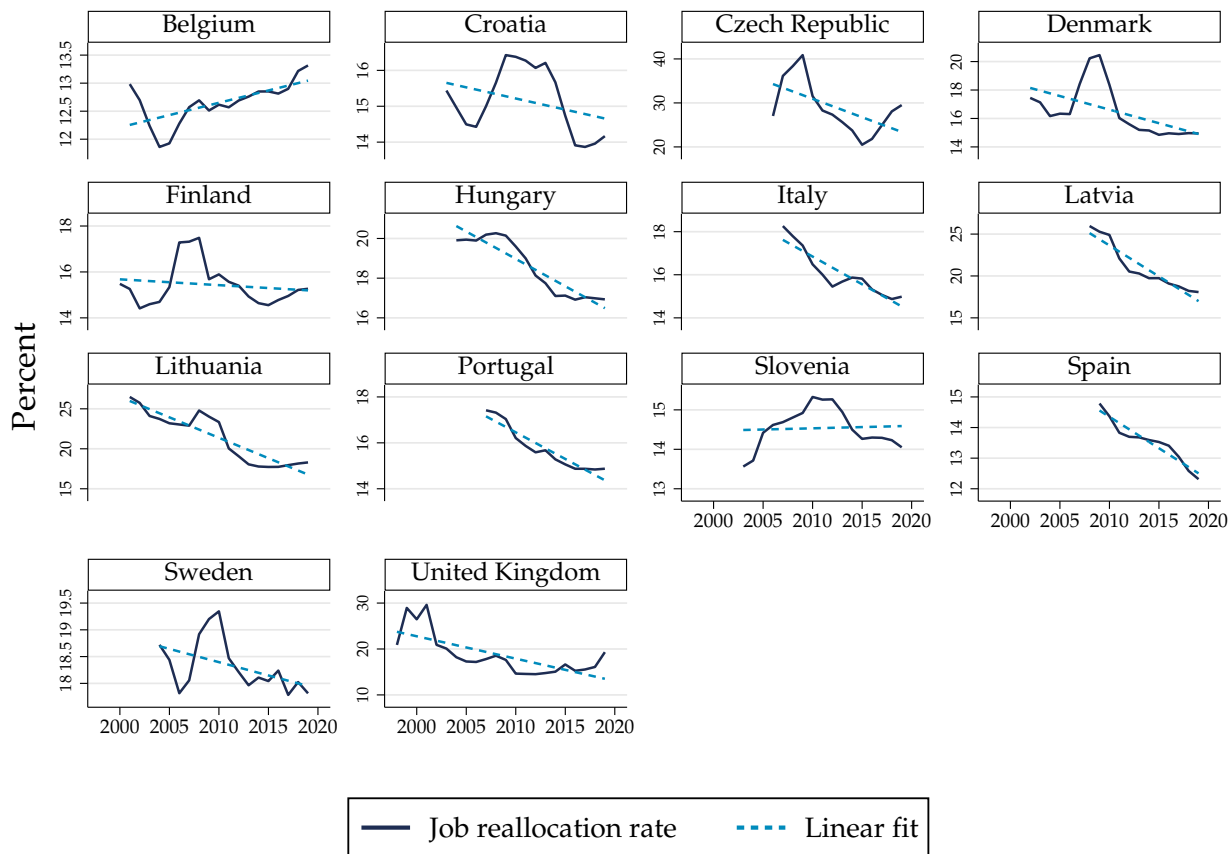 Percent
Belgium
12 12.5 13 13.5
Croatia
14 15 16
Czech Republic
20 30 40
Denmark
14 16 18 20
Finland
14 16 18
Hungary
16 18 20
Italy
14 16 18
Latvia
15 20 25
Lithuania
15 20 25
Portugal
14 16 18
Slovenia
13 14 15
2000 2005 2010 2015 2020
Spain
12 13 14 15
2000 2005 2010 2015 2020
Sweden
18 18.5 19 19.5
2000 2005 2010 2015 2020
United Kingdom
10 20 30
2000 2005 2010 2015 2020
Job reallocation rate
Linear fit